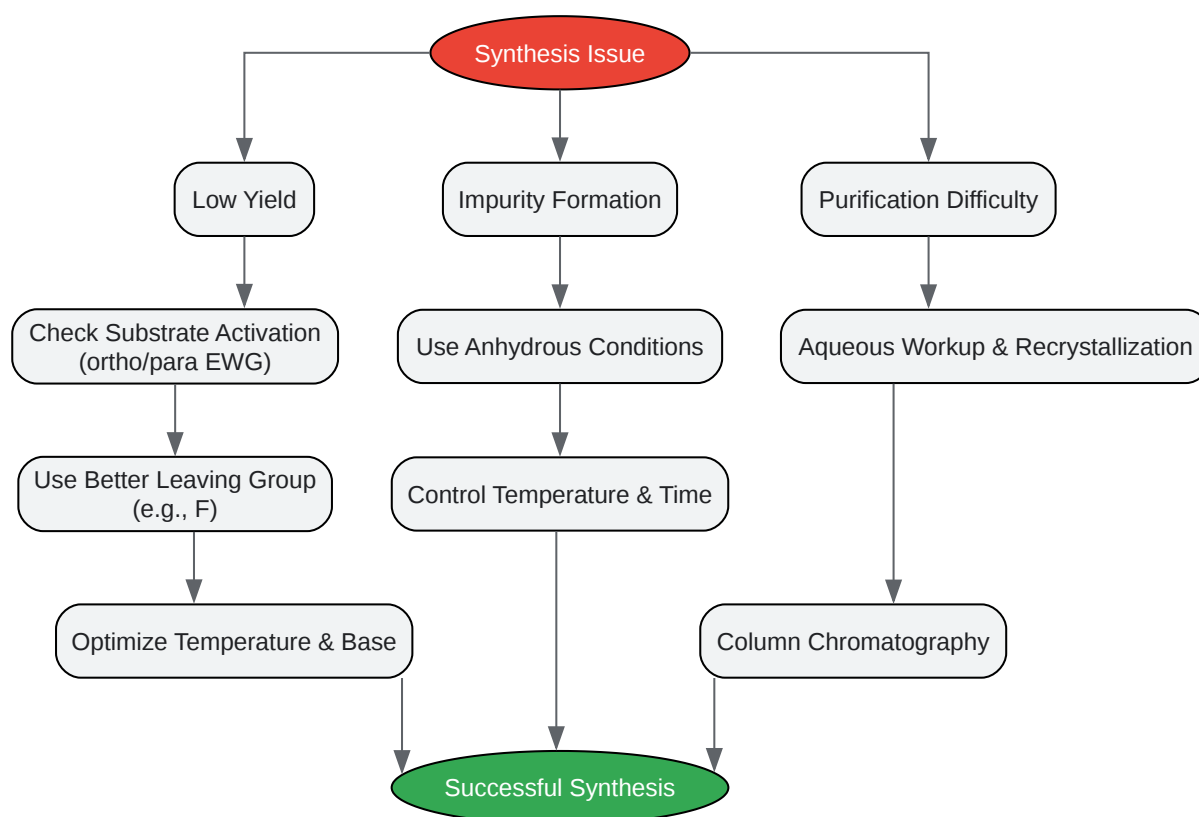 Synthesis Issue
Low Yield
Impurity Formation
Purification Difficulty
Check Substrate Activation
(ortho/para EWG)
Use Anhydrous Conditions
Aqueous Workup & Recrystallization
Use Better Leaving Group
(e.g., F)
Control Temperature & Time
Optimize Temperature & Base
Column Chromatography
Successful Synthesis